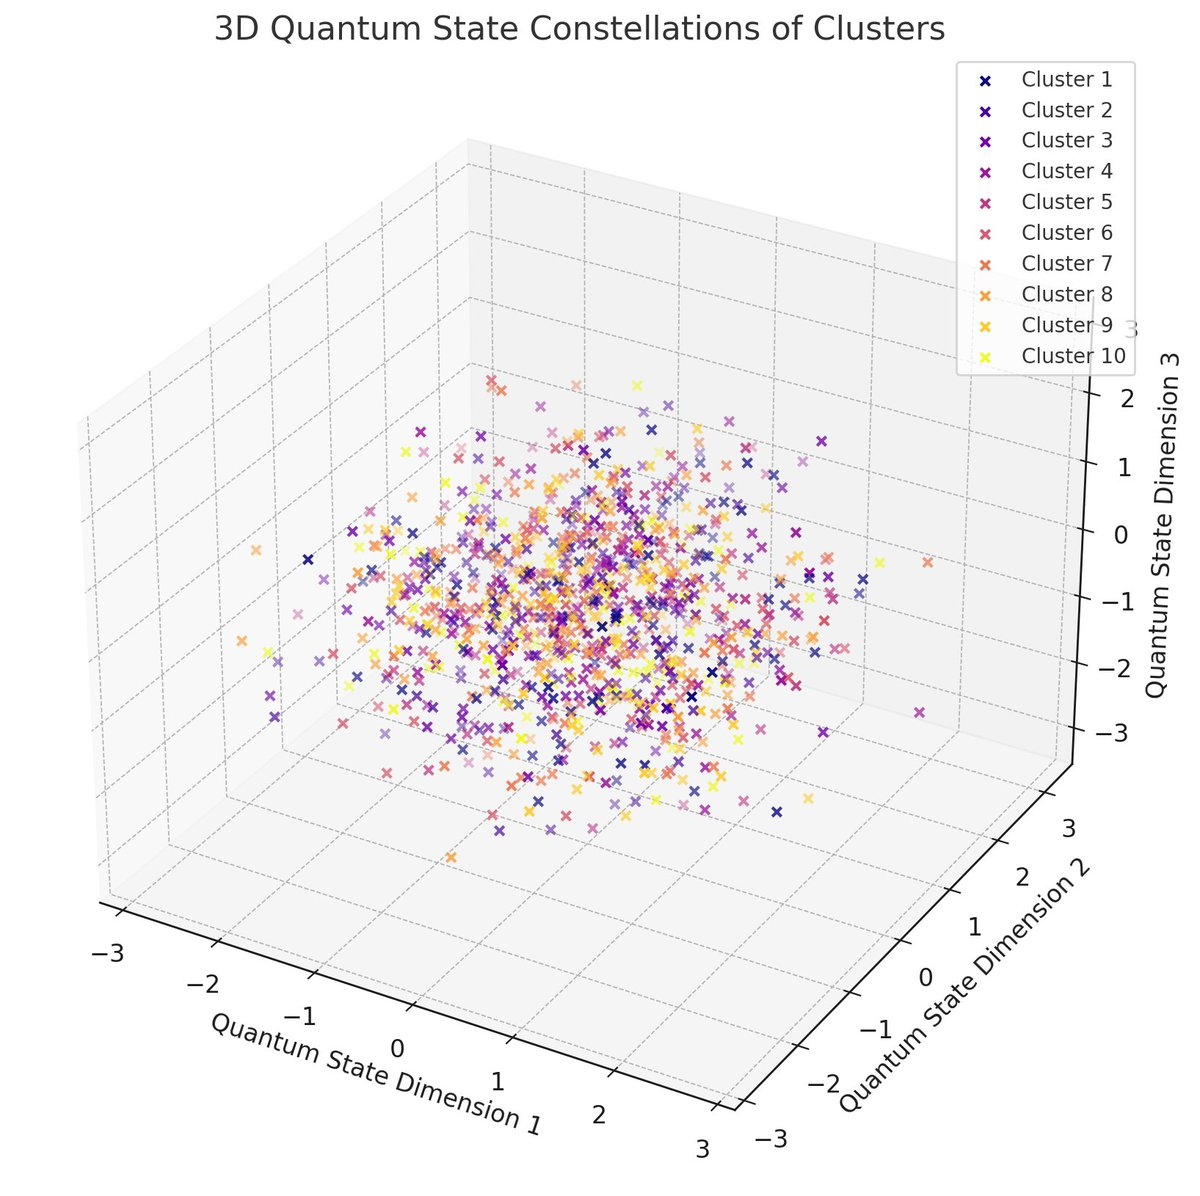 3D Quantum State Constellations of Clusters
Cluster 1
Cluster 2
Cluster 3
Cluster 4
Cluster 5
Cluster 6
Cluster 7
Cluster 8
Cluster 9
Cluster 10
3
2
1
0
−1
−2
−3
Quantum State Dimension 3
3
2
1
0
−1
−2
−3
Quantum State Dimension 2
−3
−2
−1
0
1
2
3
Quantum State Dimension 1